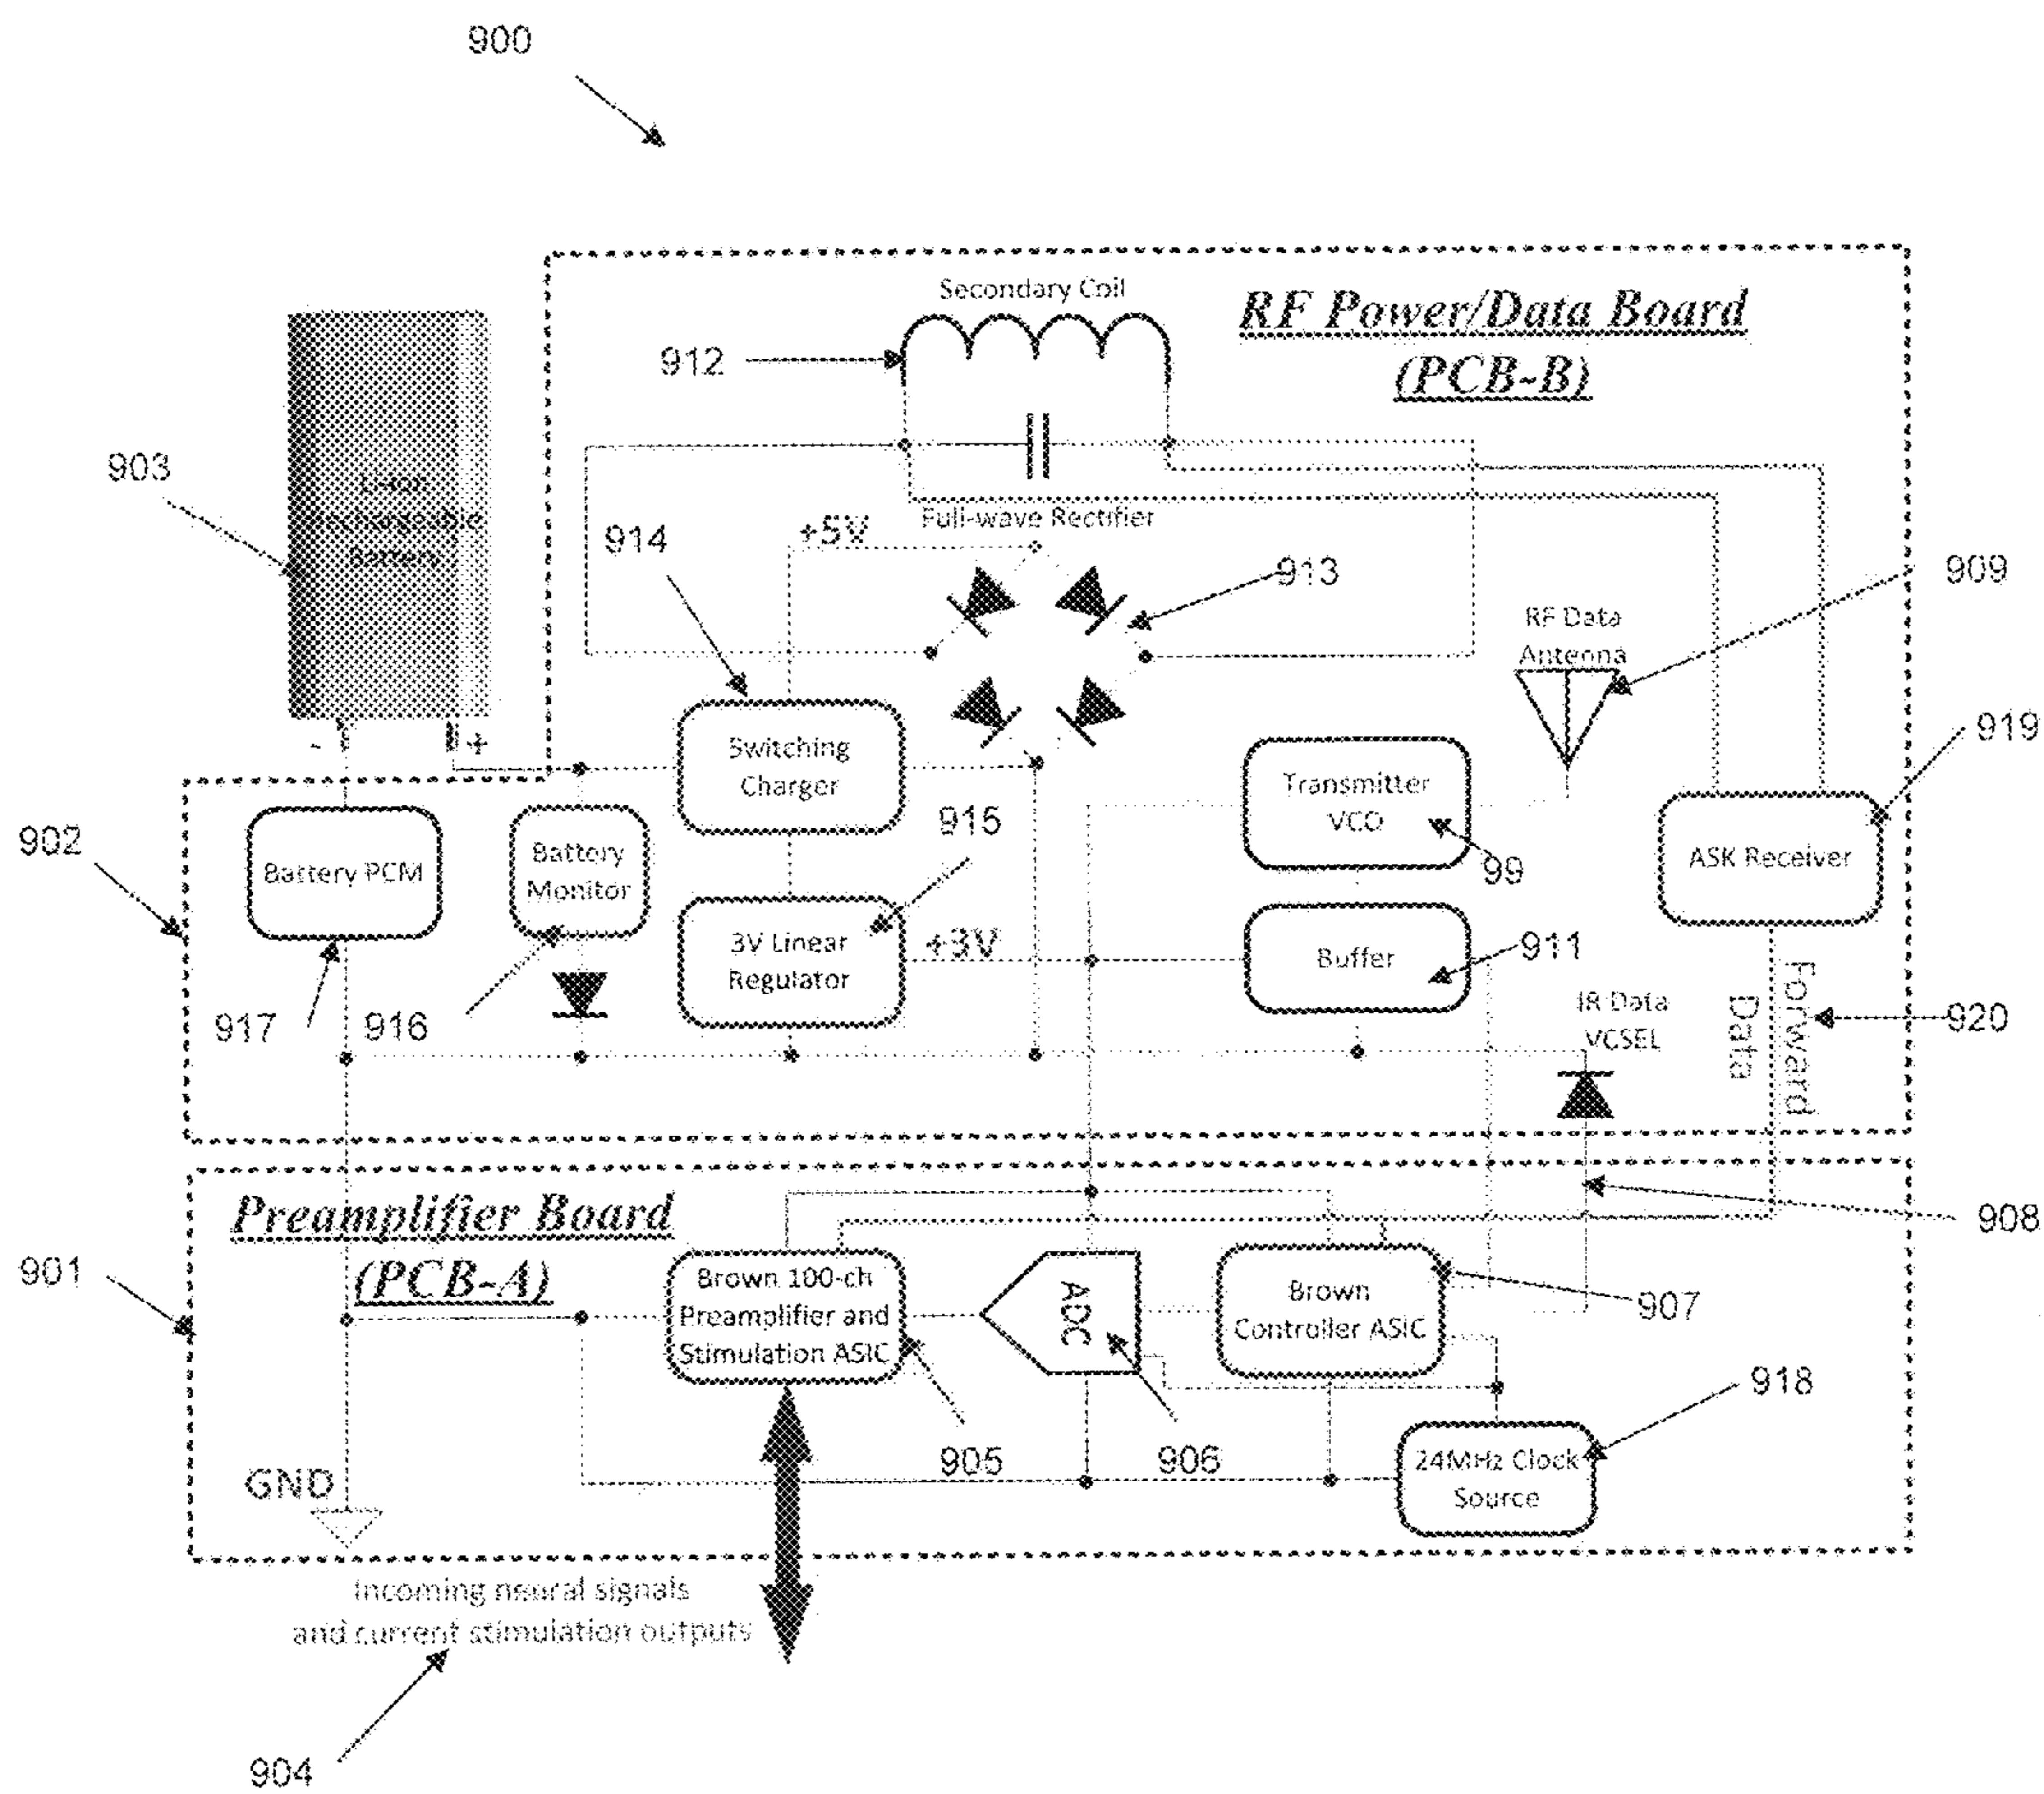 900
Secondary Coil
RF Power/Data Board
(PCB-B)
912
903
Rechargeable
Battery
914
+5V
Full-wave Rectifier
913
909
RF Data
Antenna
919
-
+
Switching
Charger
915
Transmitter
VCO
99
902
Battery PCM
Battery
Monitor
ASK Receiver
3V Linear
Regulator
+3V
Buffer
911
917
916
IR Data
VCSEL
Forward
Data
920
Preamplifier Board
(PCB-A)
908
901
Brown 100-ch
Preamplifier and
Stimulation ASIC
ADC
Brown
Controller ASIC
907
918
905
906
GND
24MHz Clock
Source
Incoming neural signals
and current stimulation outputs
904